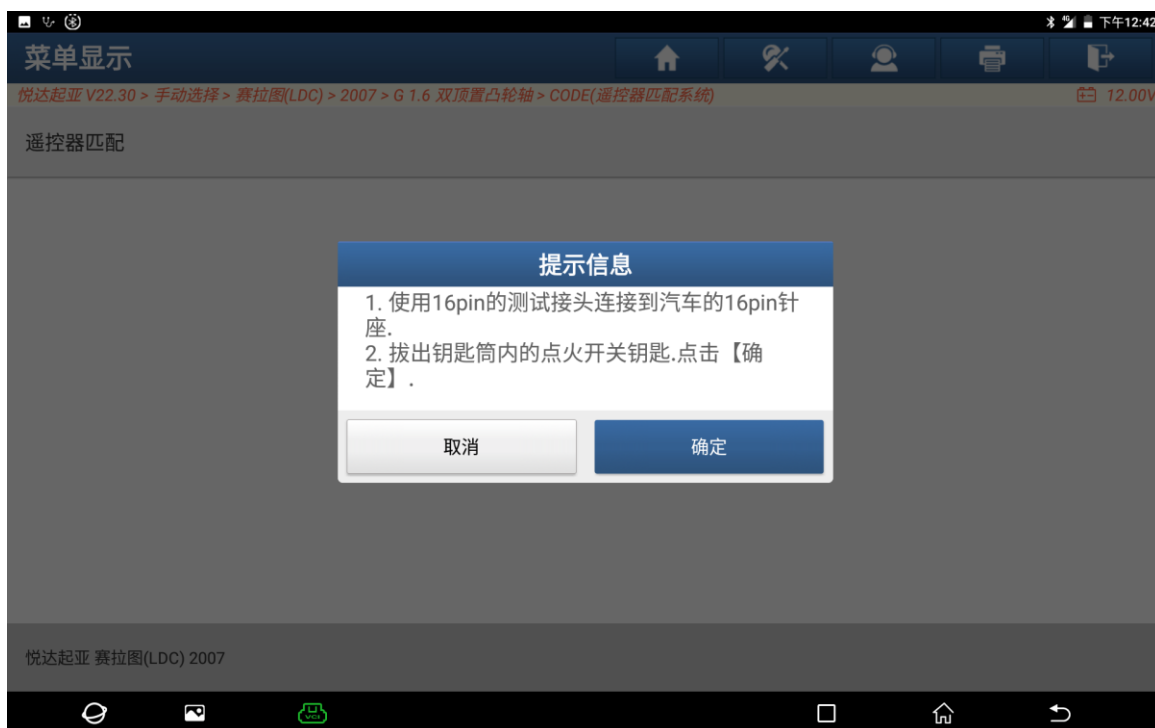 4G
下午12:42
菜单显示
悦达起亚 V22.30 > 手动选择 > 赛拉图(LDC) > 2007 > G 1.6 双顶置凸轮轴 > CODE(遥控器匹配系统)
12.00V
遥控器匹配
提示信息
1. 使用16pin的测试接头连接到汽车的16pin针
座.
2. 拔出钥匙筒内的点火开关钥匙.点击【确
定】.
取消
确定
悦达起亚 赛拉图(LDC) 2007
VCI